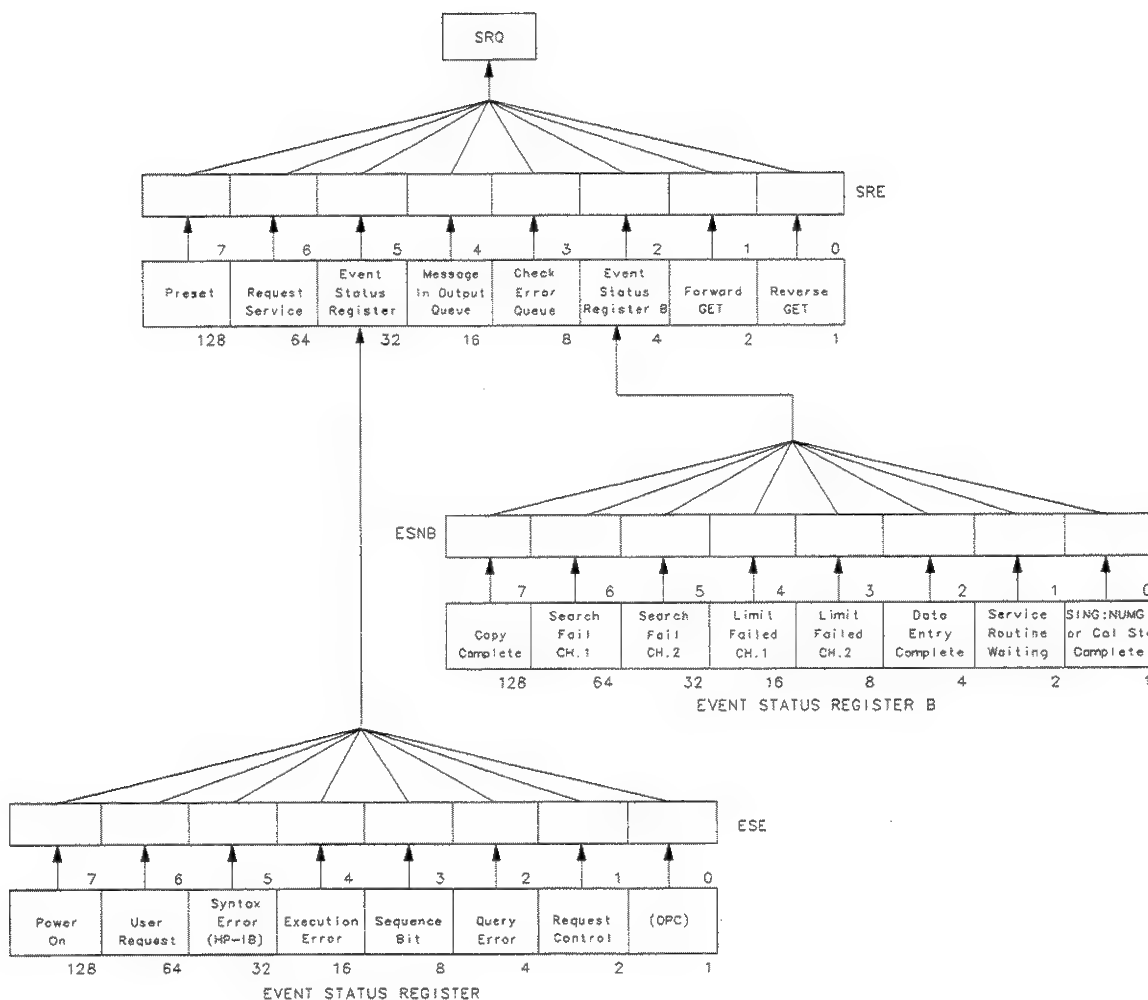 SRQ
SRE
7 6 5 4 3 2 1 0
Preset
Request
Service
Event
Status
Register
Message
in Output
Queue
Check
Error
Queue
Event
Status
Register B
Forward
GET
Reverse
GET
128 64 32 16 8 4 2 1
ESNB
7 6 5 4 3 2 1 0
Copy
Complete
Search
Fail
CH.1
Search
Fail
CH.2
Limit
Failed
CH.1
Limit
Failed
CH.2
Data
Entry
Complete
Service
Routine
Waiting
SING:NUMG
or Cal
Complete
128 64 32 16 8 4 2 1
EVENT STATUS REGISTER B
ESE
7 6 5 4 3 2 1 0
Power
On
User
Request
Syntax
Error
(HP-IB)
Execution
Error
Sequence
Bit
Query
Error
Request
Control
(OPC)
128 64 32 16 8 4 2 1
EVENT STATUS REGISTER